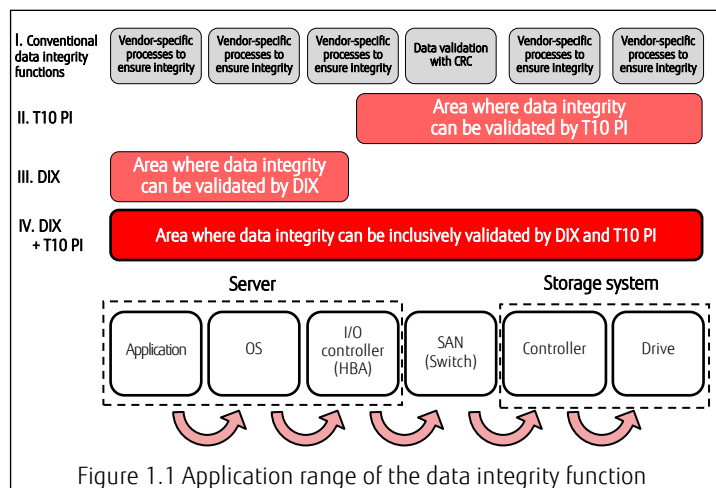 I. Conventional
data integrity
functions
Vendor-specific
processes to
ensure integrity
Vendor-specific
processes to
ensure integrity
Vendor-specific
processes to
ensure integrity
Data validation
with CRC
Vendor-specific
processes to
ensure integrity
Vendor-specific
processes to
ensure integrity
II. T10 PI
Area where data integrity
can be validated by T10 PI
III. DIX
Area where data integrity
can be validated by DIX
IV. DIX
+ T10 PI
Area where data integrity can be inclusively validated by DIX and T10 PI
Server
Storage system
Application
OS
I/O
controller
(HBA)
SAN
(Switch)
Controller
Drive
Figure 1.1 Application range of the data integrity function